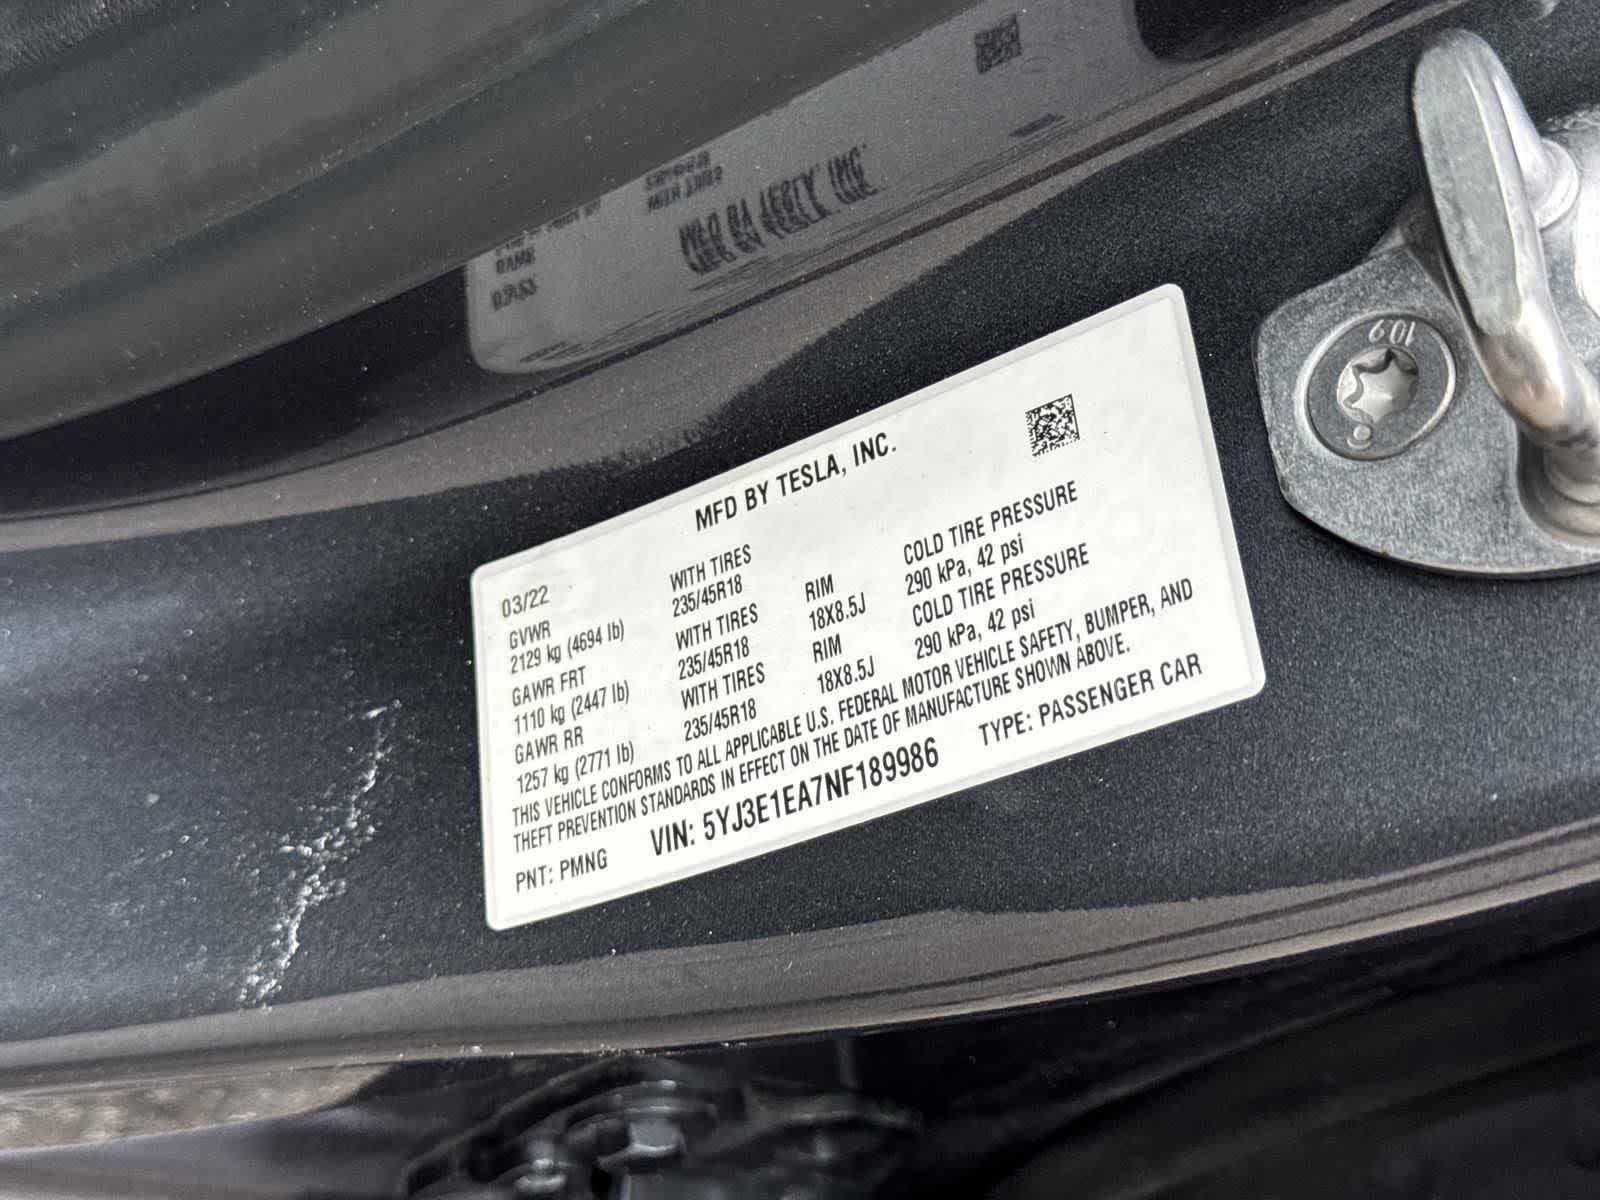 MFD BY TESLA, INC.
03/22
GVWR WITH TIRES RIM COLD TIRE PRESSURE
2129 kg (4694 lb) 235/45R18 18X8.5J 290 kPa, 42 psi
GAWR FRT WITH TIRES RIM COLD TIRE PRESSURE
1110 kg (2447 lb) 235/45R18 18X8.5J 290 kPa, 42 psi
GAWR RR WITH TIRES
1257 kg (2771 lb) 235/45R18
THIS VEHICLE CONFORMS TO ALL APPLICABLE U.S. FEDERAL MOTOR VEHICLE SAFETY, BUMPER, AND
THEFT PREVENTION STANDARDS IN EFFECT ON THE DATE OF MANUFACTURE SHOWN ABOVE.
PNT: PMNG VIN: 5YJ3E1EA7NF189986 TYPE: PASSENGER CAR
10.9